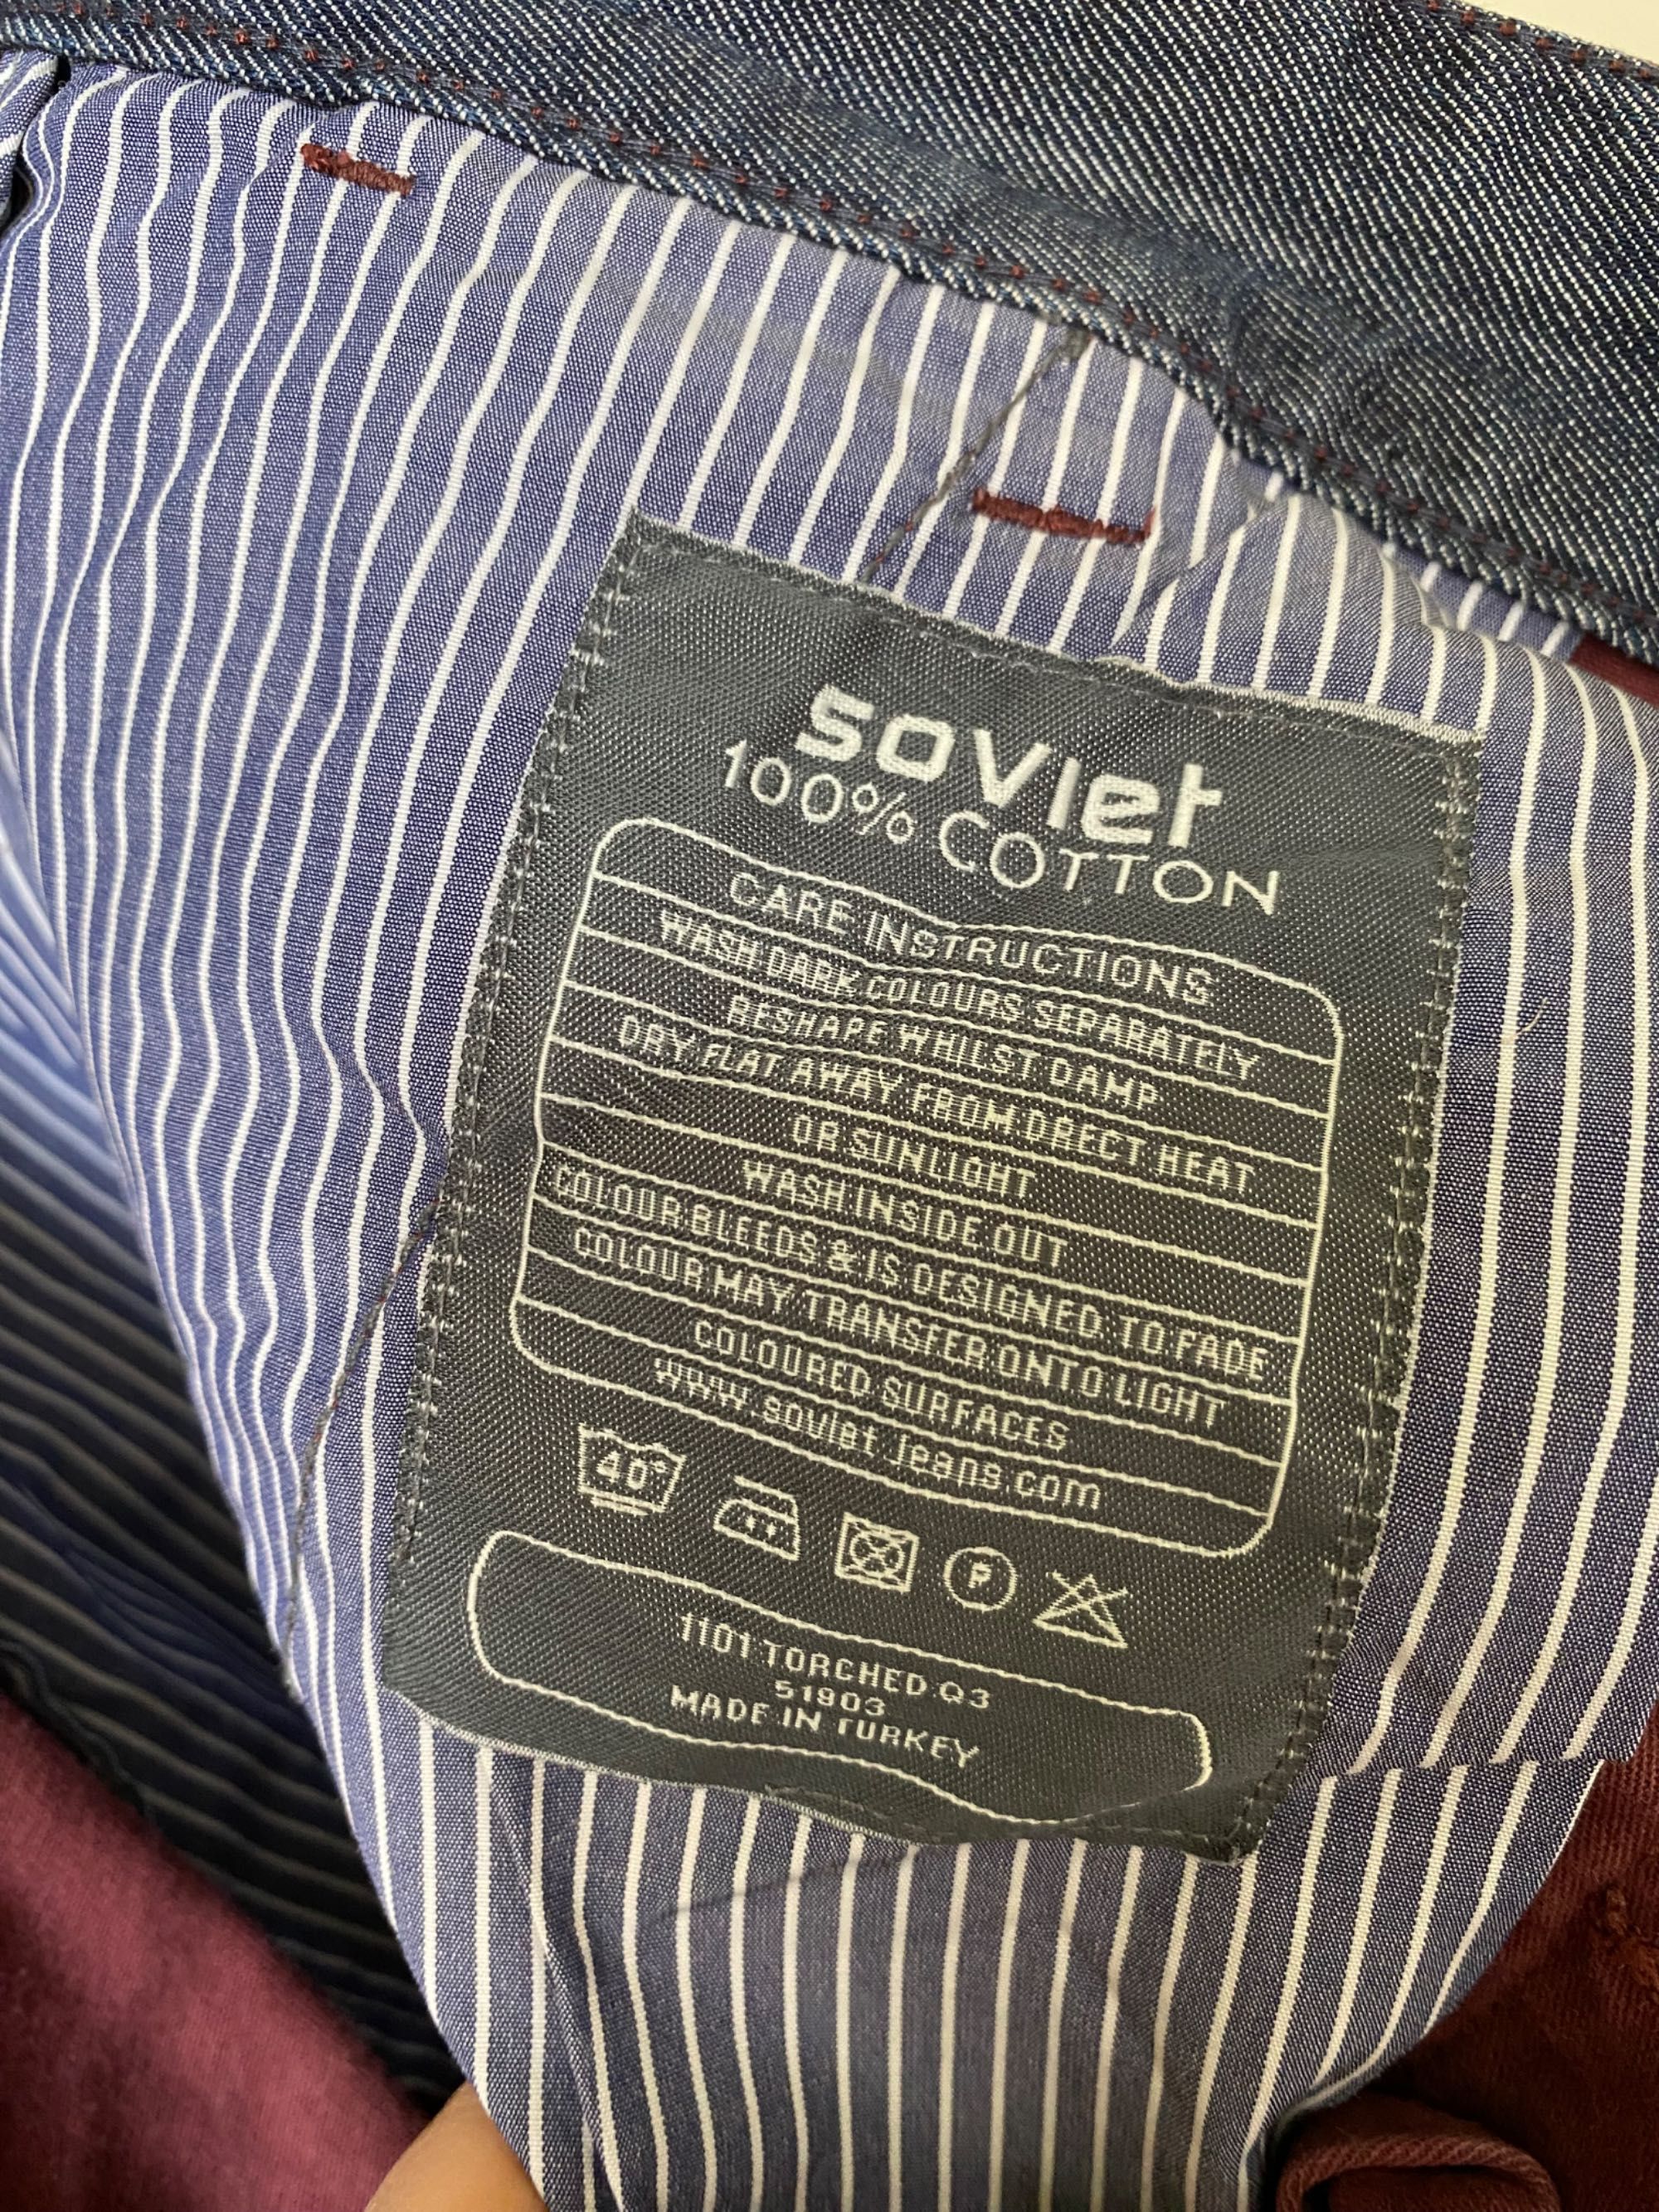 soviet
100% COTTON
CARE INSTRUCTIONS
WASH DARK COLOURS SEPARATELY
RESHAPE WHILST DAMP
DRY FLAT AWAY FROM DIRECT HEAT
OR SUNLIGHT
WASH INSIDE OUT
COLOUR BLEEDS & IS DESIGNED TO FADE
COLOUR MAY TRANSFER ONTO LIGHT
COLOURED SURFACES
www.soviet jeans.com
40°
P
1101 TORCHED Q3
51903
MADE IN TURKEY